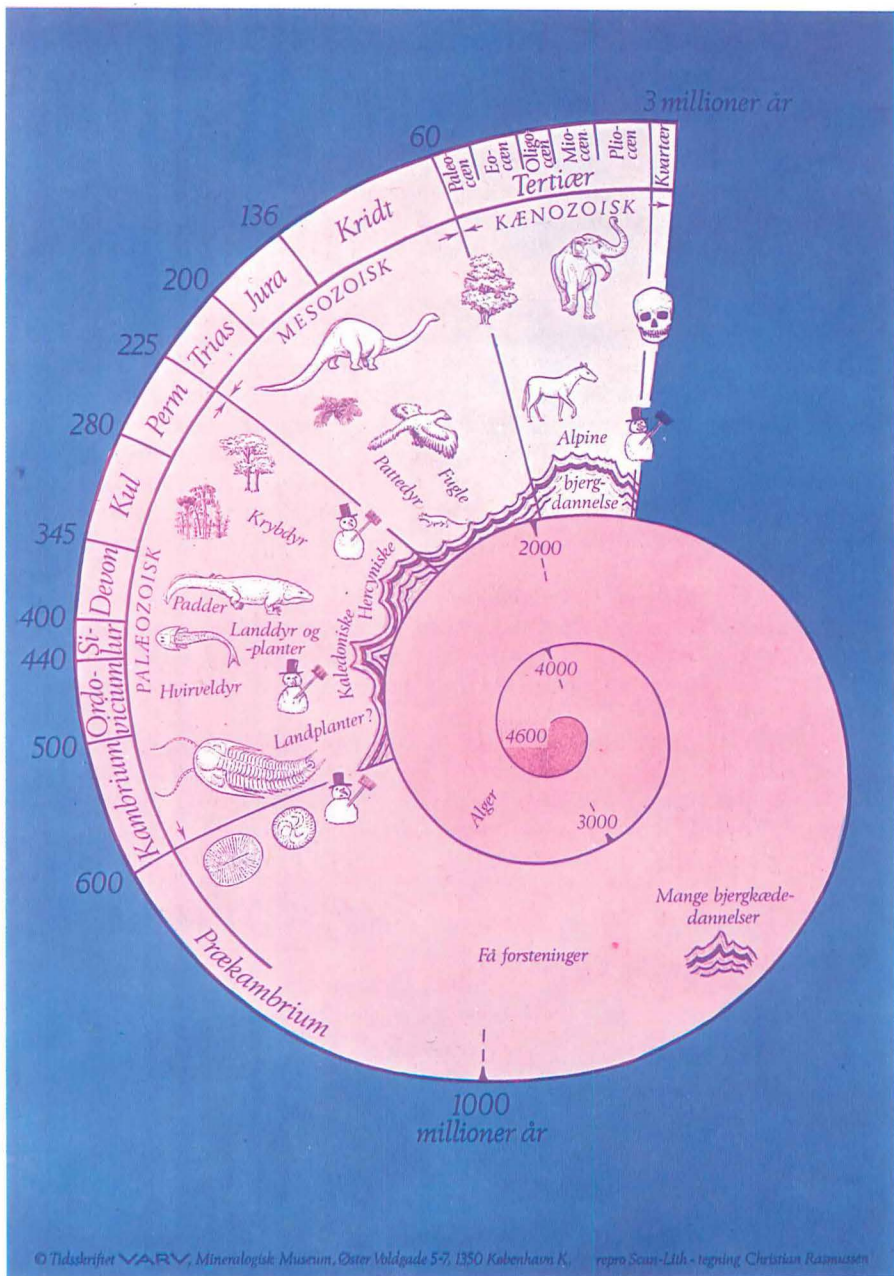 3 millioner år
60
136
200
225
280
345
400
440
500
600
Paleo-
cæn
Eo-
cæn
Oligo-
cæn
Mio-
cæn
Plio-
cæn
Kvartær
Tertiær
Kridt
Jura
Trias
Perm
Kul
Devon
Si-
lur
Ordo-
vicium
Kambrium
Prækambrium
KÆNOZOISK
MESOZOISK
PALÆOZOISK
Alpine
bjerg-
dannelse
Fugle
Pattedyr
Krybdyr
Hercyniske
Padder
Landdyr og
-planter
Kaledoniske
Hvirveldyr
Landplanter?
2000
4000
4600
3000
Alger
Mange bjergkæde-
dannelser
Få forsteninger
1000
millioner år
© Tidsskriftet VARV, Mineralogisk Museum, Øster Voldgade 5-7, 1350 København K. repro Scan-Lith - tegning Christian Rasmussen